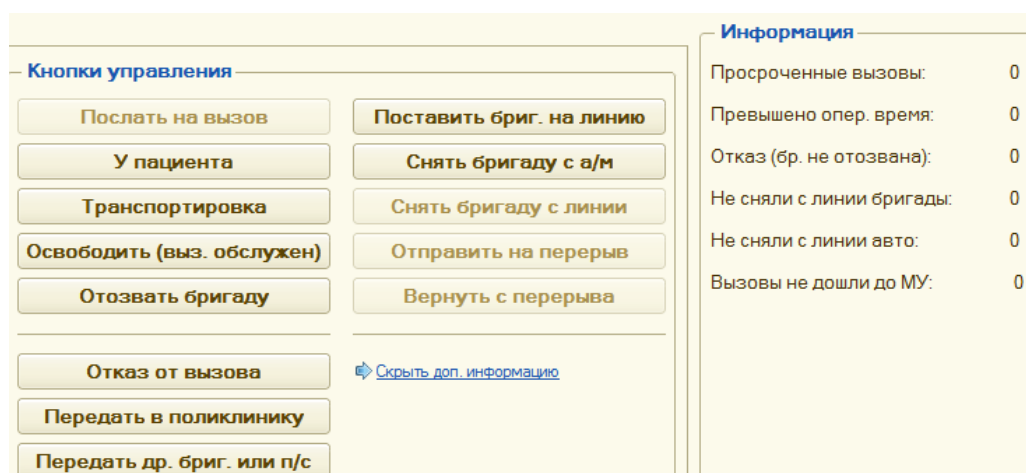 Кнопки управления
Послать на вызов
У пациента
Транспортировка
Освободить (выз. обслужен)
Отозвать бригаду
Отказ от вызова
Передать в поликлинику
Передать др. бриг. или п/с
Поставить бриг. на линию
Снять бригаду с а/м
Снять бригаду с линии
Отправить на перерыв
Вернуть с перерыва
Скрыть доп. информацию
Информация
Просроченные вызовы: 0
Превышено опер. время: 0
Отказ (бр. не отозвана): 0
Не сняли с линии бригады: 0
Не сняли с линии авто: 0
Вызовы не дошли до МУ: 0